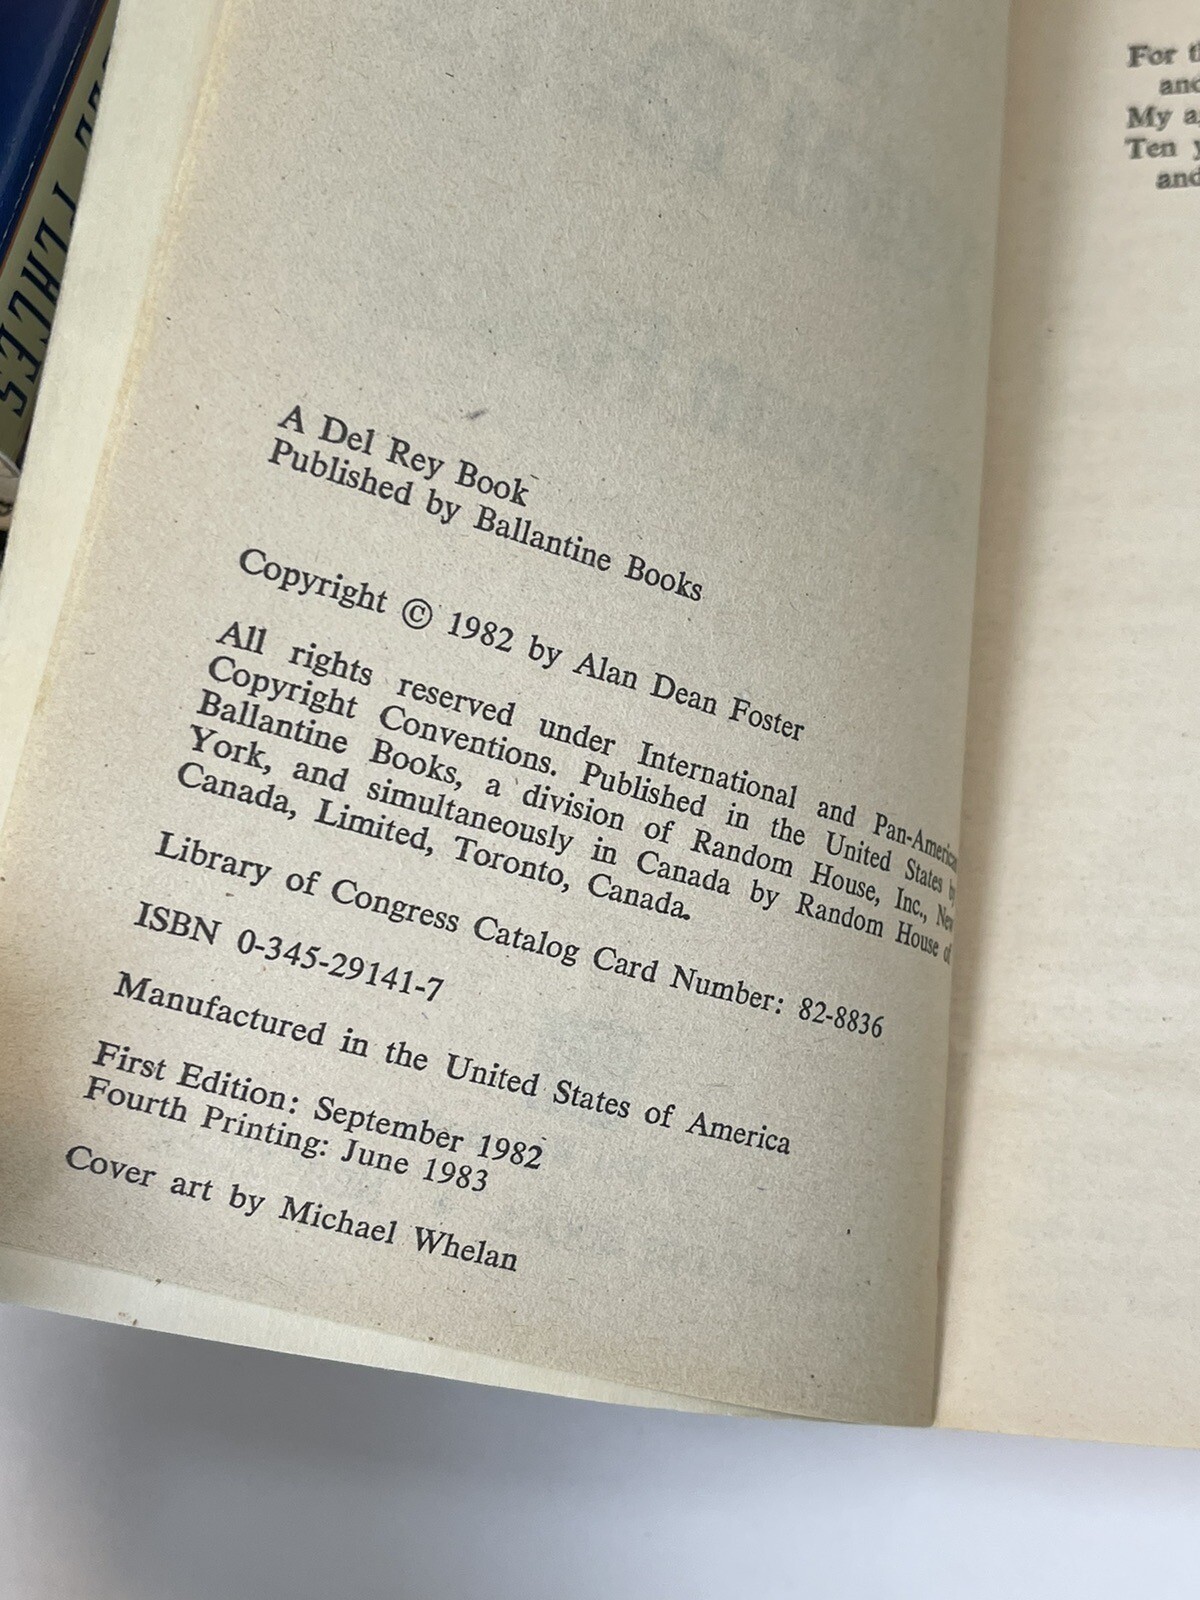 PLACES
A Del Rey Book
Published by Ballantine Books
Copyright © 1982 by Alan Dean Foster
All rights reserved under International and Pan-American
Copyright Conventions. Published in the United States by
Ballantine Books, a division of Random House, Inc., New
York, and simultaneously in Canada by Random House of
Canada, Limited, Toronto, Canada.
Library of Congress Catalog Card Number: 82-8836
ISBN 0-345-29141-7
Manufactured in the United States of America
First Edition: September 1982
Fourth Printing: June 1983
Cover art by Michael Whelan
For
My
Ten